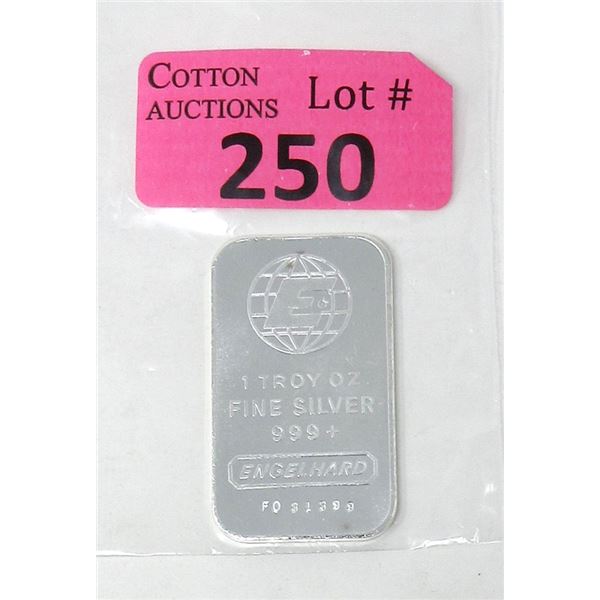 COTTON AUCTIONS Lot #
250
1 TROY OZ
FINE SILVER
999+
ENGELHARD